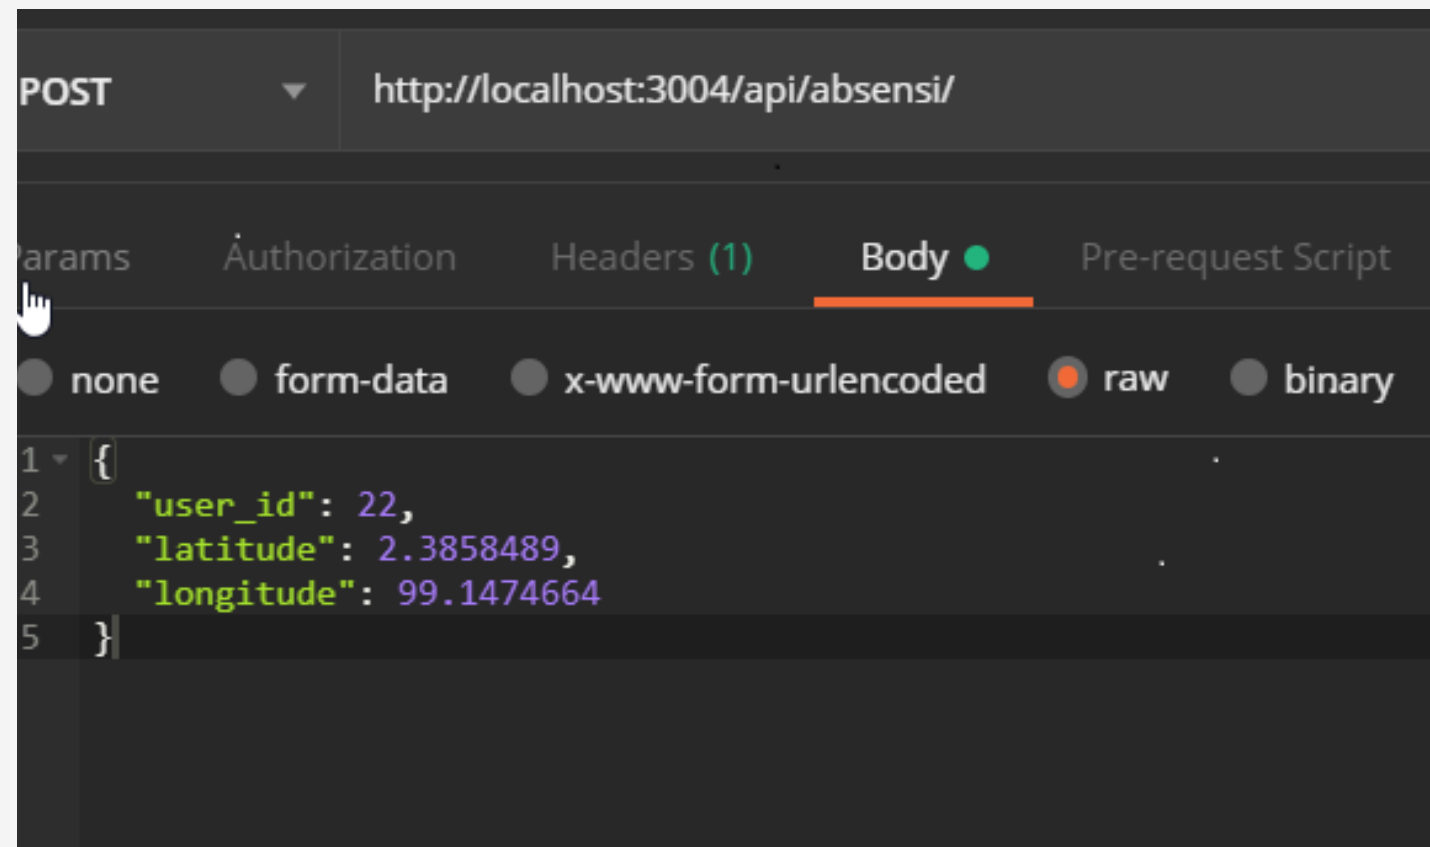 POST http://localhost:3004/api/absensi/
Params Authorization Headers (1) Body Pre-request Script
none form-data x-www-form-urlencoded raw binary
1 {
2 "user_id": 22,
3 "latitude": 2.3858489,
4 "longitude": 99.1474664
5 }